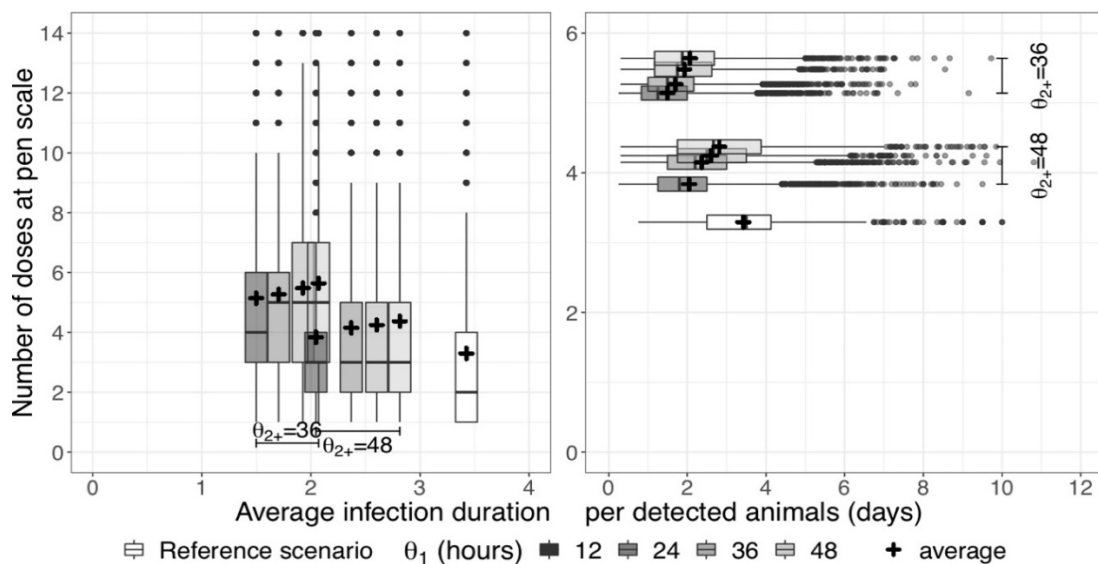 Number of doses at pen scale
14
12
10
8
6
4
2
0
θ2+=36
θ2+=48
0 1 2 3 4
6
4
2
0
θ2+=36
θ2+=48
0 2 4 6 8 10 12
Average infection duration per detected animals (days)
Reference scenario θ1 (hours) 12 24 36 48 average